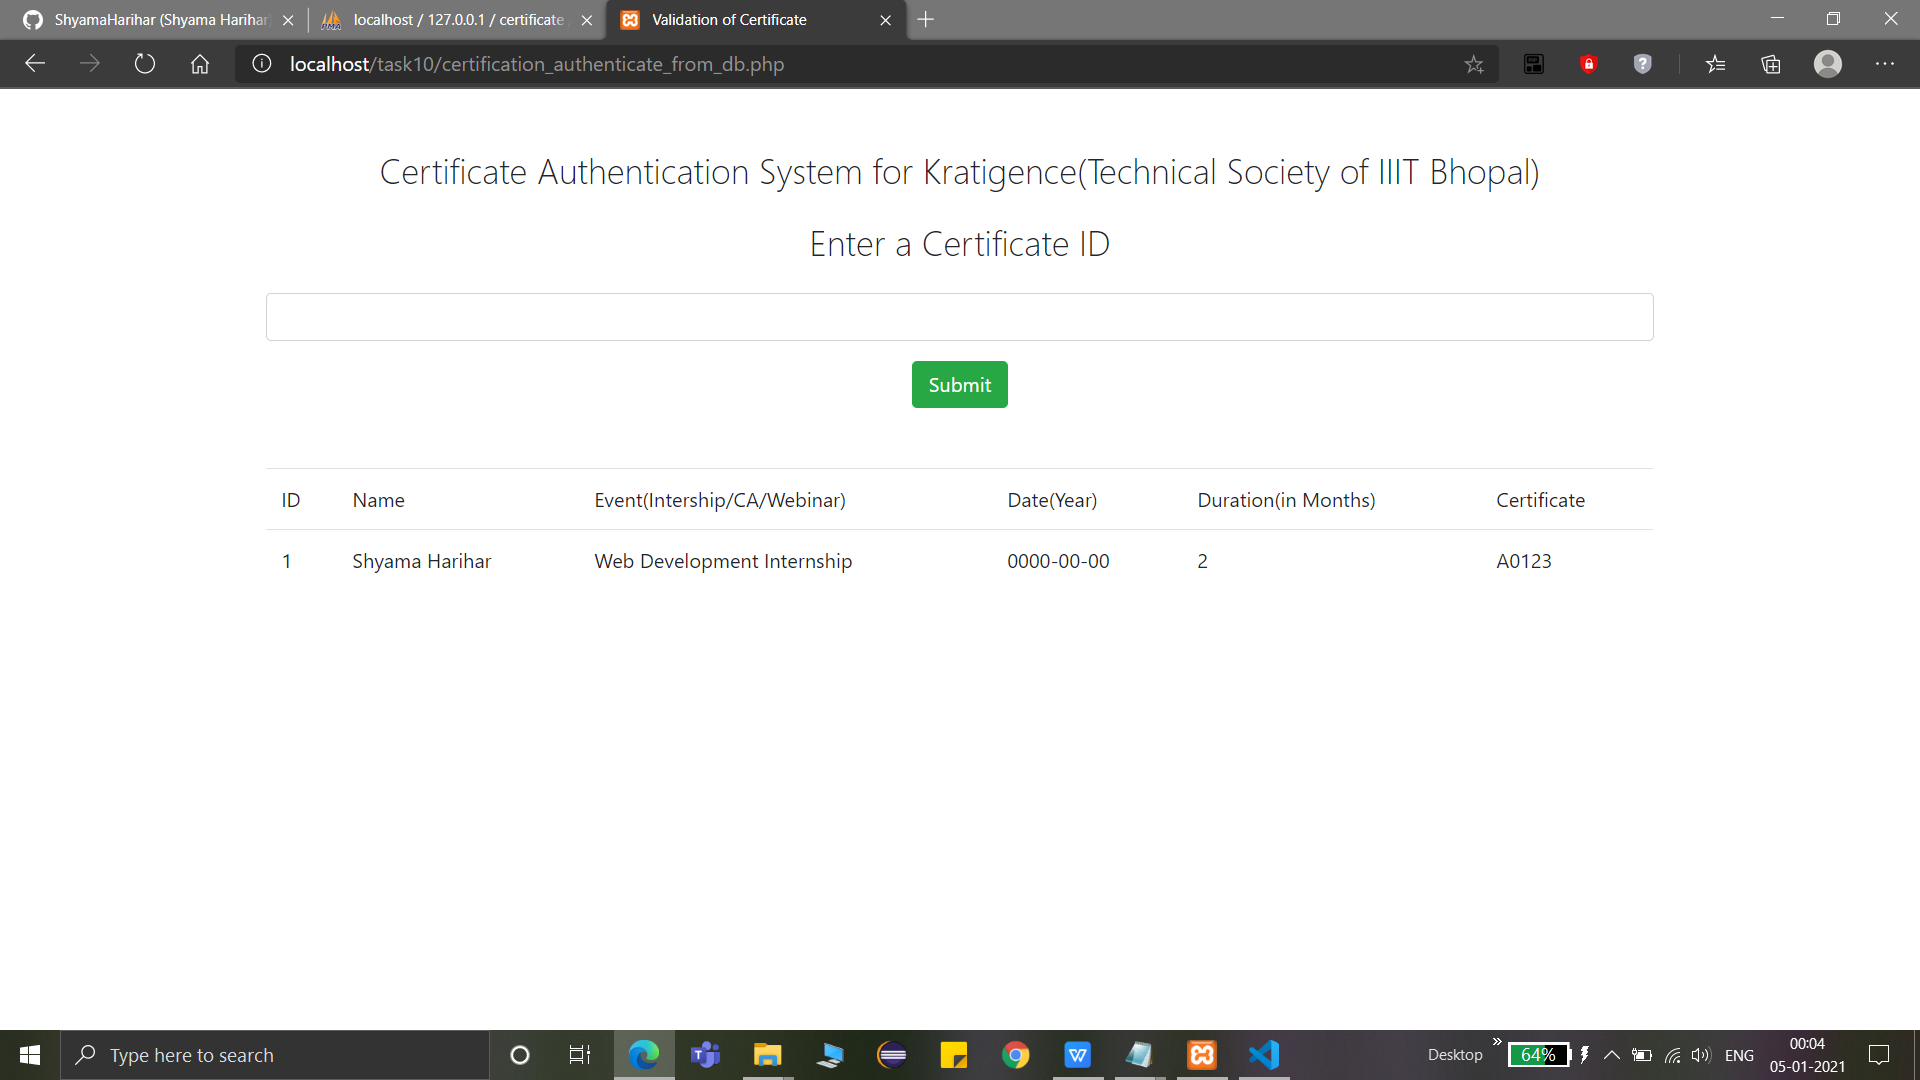 ShyamaHarihar (Shyama Harihar)
localhost / 127.0.0.1 / certificate
Validation of Certificate
localhost/task10/certification_authenticate_from_db.php
Certificate Authentication System for Kratigence(Technical Society of IIIT Bhopal)
Enter a Certificate ID
Submit
ID Name Event(Intership/CA/Webinar) Date(Year) Duration(in Months) Certificate
1 Shyama Harihar Web Development Internship 0000-00-00 2 A0123
Type here to search
Desktop
64%
ENG
00:04
05-01-2021